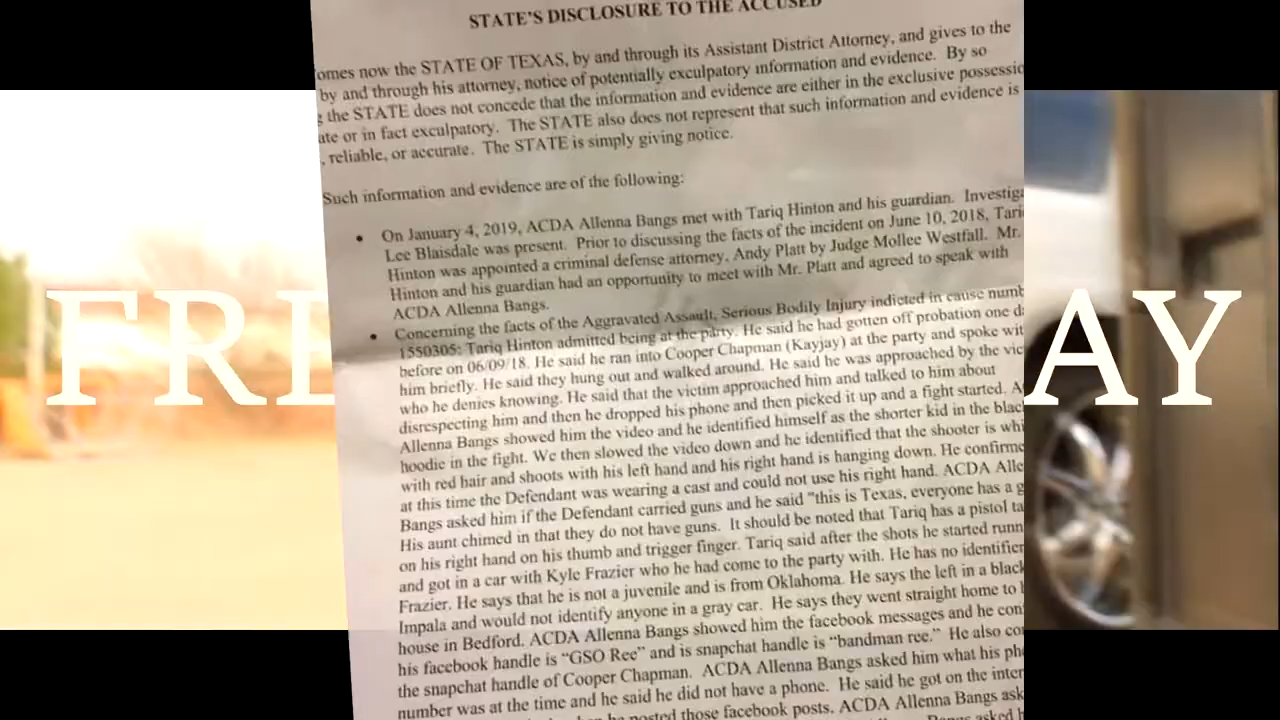 STATE'S DISCLOSURE TO THE ACCUSED
omes now the STATE OF TEXAS, by and through its Assistant District Attorney, and gives to the
by and through his attorney, notice of potentially exculpatory information and evidence. By so
the STATE does not concede that the information and evidence are either in the exclusive possessio
ate or in fact exculpatory. The STATE also does not represent that such information and evidence is
, reliable, or accurate. The STATE is simply giving notice.
Such information and evidence are of the following:
• On January 4, 2019, ACDA Allenna Bangs met with Tariq Hinton and his guardian. Investiga
Lee Blaisdale was present. Prior to discussing the facts of the incident on June 10, 2018, Tari
Hinton was appointed a criminal defense attorney, Andy Platt by Judge Mollee Westfall. Mr.
Hinton and his guardian had an opportunity to meet with Mr. Platt and agreed to speak with
ACDA Allenna Bangs.
• Concerning the facts of the Aggravated Assault, Serious Bodily Injury indicted in cause numb
1550305: Tariq Hinton admitted being at the party. He said he had gotten off probation one d
before on 06/09/18. He said he ran into Cooper Chapman (Kayjay) at the party and spoke wit
him briefly. He said they hung out and walked around. He said he was approached by the vic
who he denies knowing. He said that the victim approached him and talked to him about
disrespecting him and then he dropped his phone and then picked it up and a fight started. A
Allenna Bangs showed him the video and he identified himself as the shorter kid in the blac
hoodie in the fight. We then slowed the video down and he identified that the shooter is whi
with red hair and shoots with his left hand and his right hand is hanging down. He confirme
at this time the Defendant was wearing a cast and could not use his right hand. ACDA Alle
Bangs asked him if the Defendant carried guns and he said "this is Texas, everyone has a g
His aunt chimed in that they do not have guns. It should be noted that Tariq has a pistol ta
on his right hand on his thumb and trigger finger. Tariq said after the shots he started runn
and got in a car with Kyle Frazier who he had come to the party with. He has no identifier
Frazier. He says that he is not a juvenile and is from Oklahoma. He says the left in a black
Impala and would not identify anyone in a gray car. He says they went straight home to
house in Bedford. ACDA Allenna Bangs showed him the facebook messages and he con
his facebook handle is "GSO Ree" and is snapchat handle is "bandman ree." He also co
the snapchat handle of Cooper Chapman. ACDA Allenna Bangs asked him what his ph
number was at the time and he said he did not have a phone. He said he got on the inter
he posted those facebook posts. ACDA Allenna Bangs ask
FRE
AY